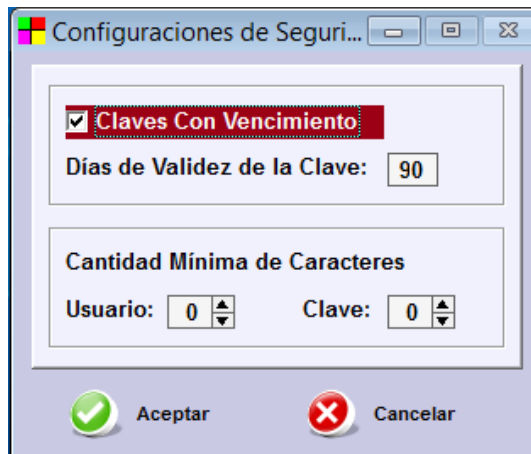 Configuraciones de Seguri...
Claves Con Vencimiento
Días de Validez de la Clave: 90
Cantidad Mínima de Caracteres
Usuario: 0 Clave: 0
Aceptar Cancelar